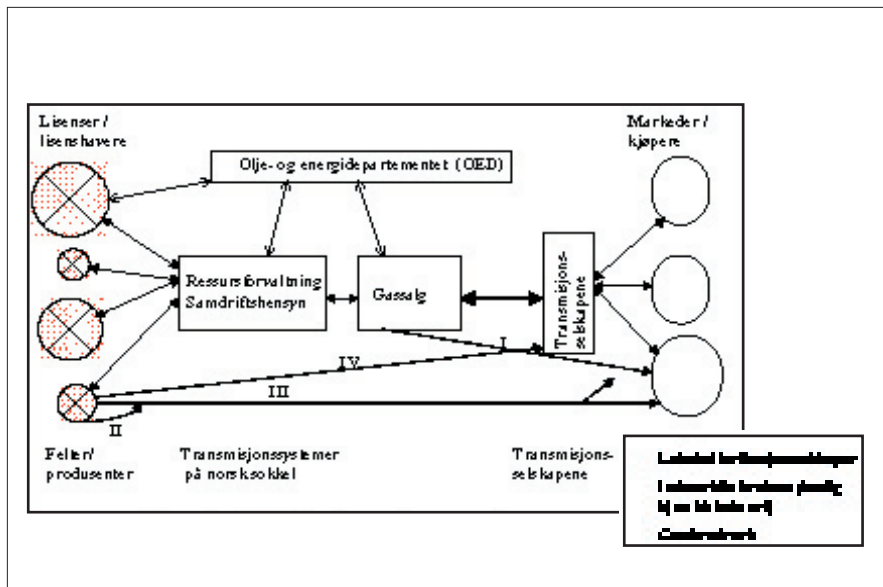 Lisenser /
lisenshavere
Markeder /
kjøpere
Olje- og energidepartementet (OED)
Ressursforvaltning
Samdriftshensyn
Gassalg
Transmisjons
selskapene
I
IV
III
II
Felter/
produsenter
Transmisjonssystemer
på norsk sokkel
Transmisjons-
selskapene